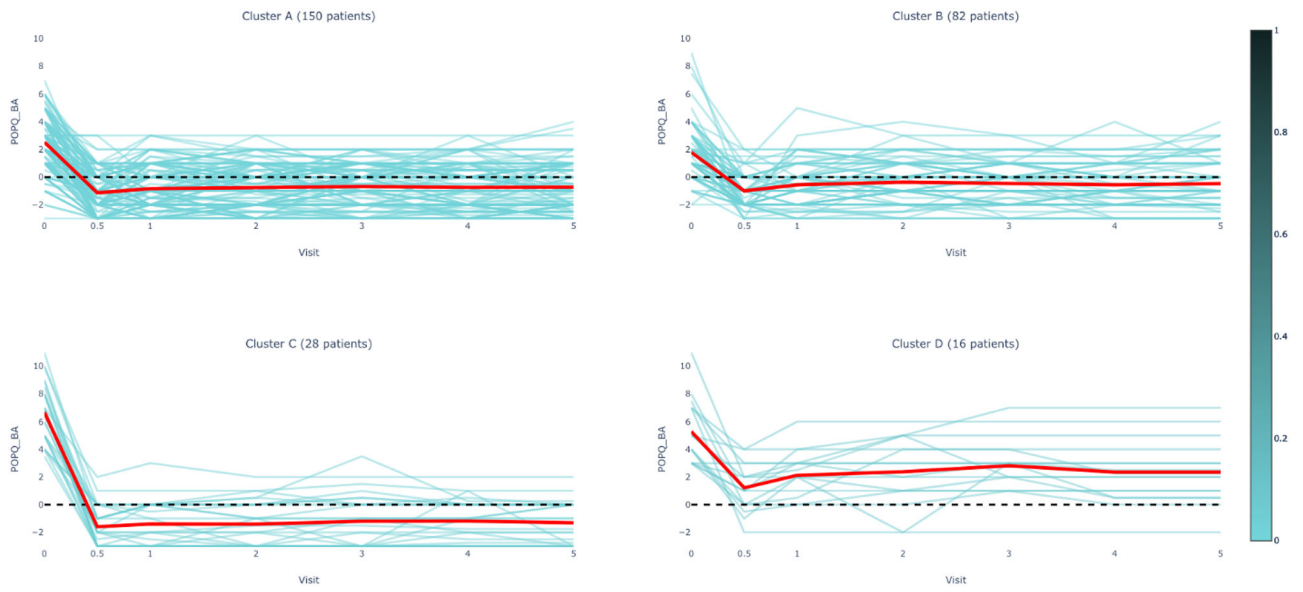 Cluster A (150 patients)
10
8
6
4
2
0
−2
POPQ_BA
0 0.5 1 2 3 4 5
Visit
Cluster B (82 patients)
10
8
6
4
2
0
−2
POPQ_BA
0 0.5 1 2 3 4 5
Visit
Cluster C (28 patients)
10
8
6
4
2
0
−2
POPQ_BA
0 0.5 1 2 3 4 5
Visit
Cluster D (16 patients)
10
8
6
4
2
0
−2
POPQ_BA
0 0.5 1 2 3 4 5
Visit
1
0.8
0.6
0.4
0.2
0